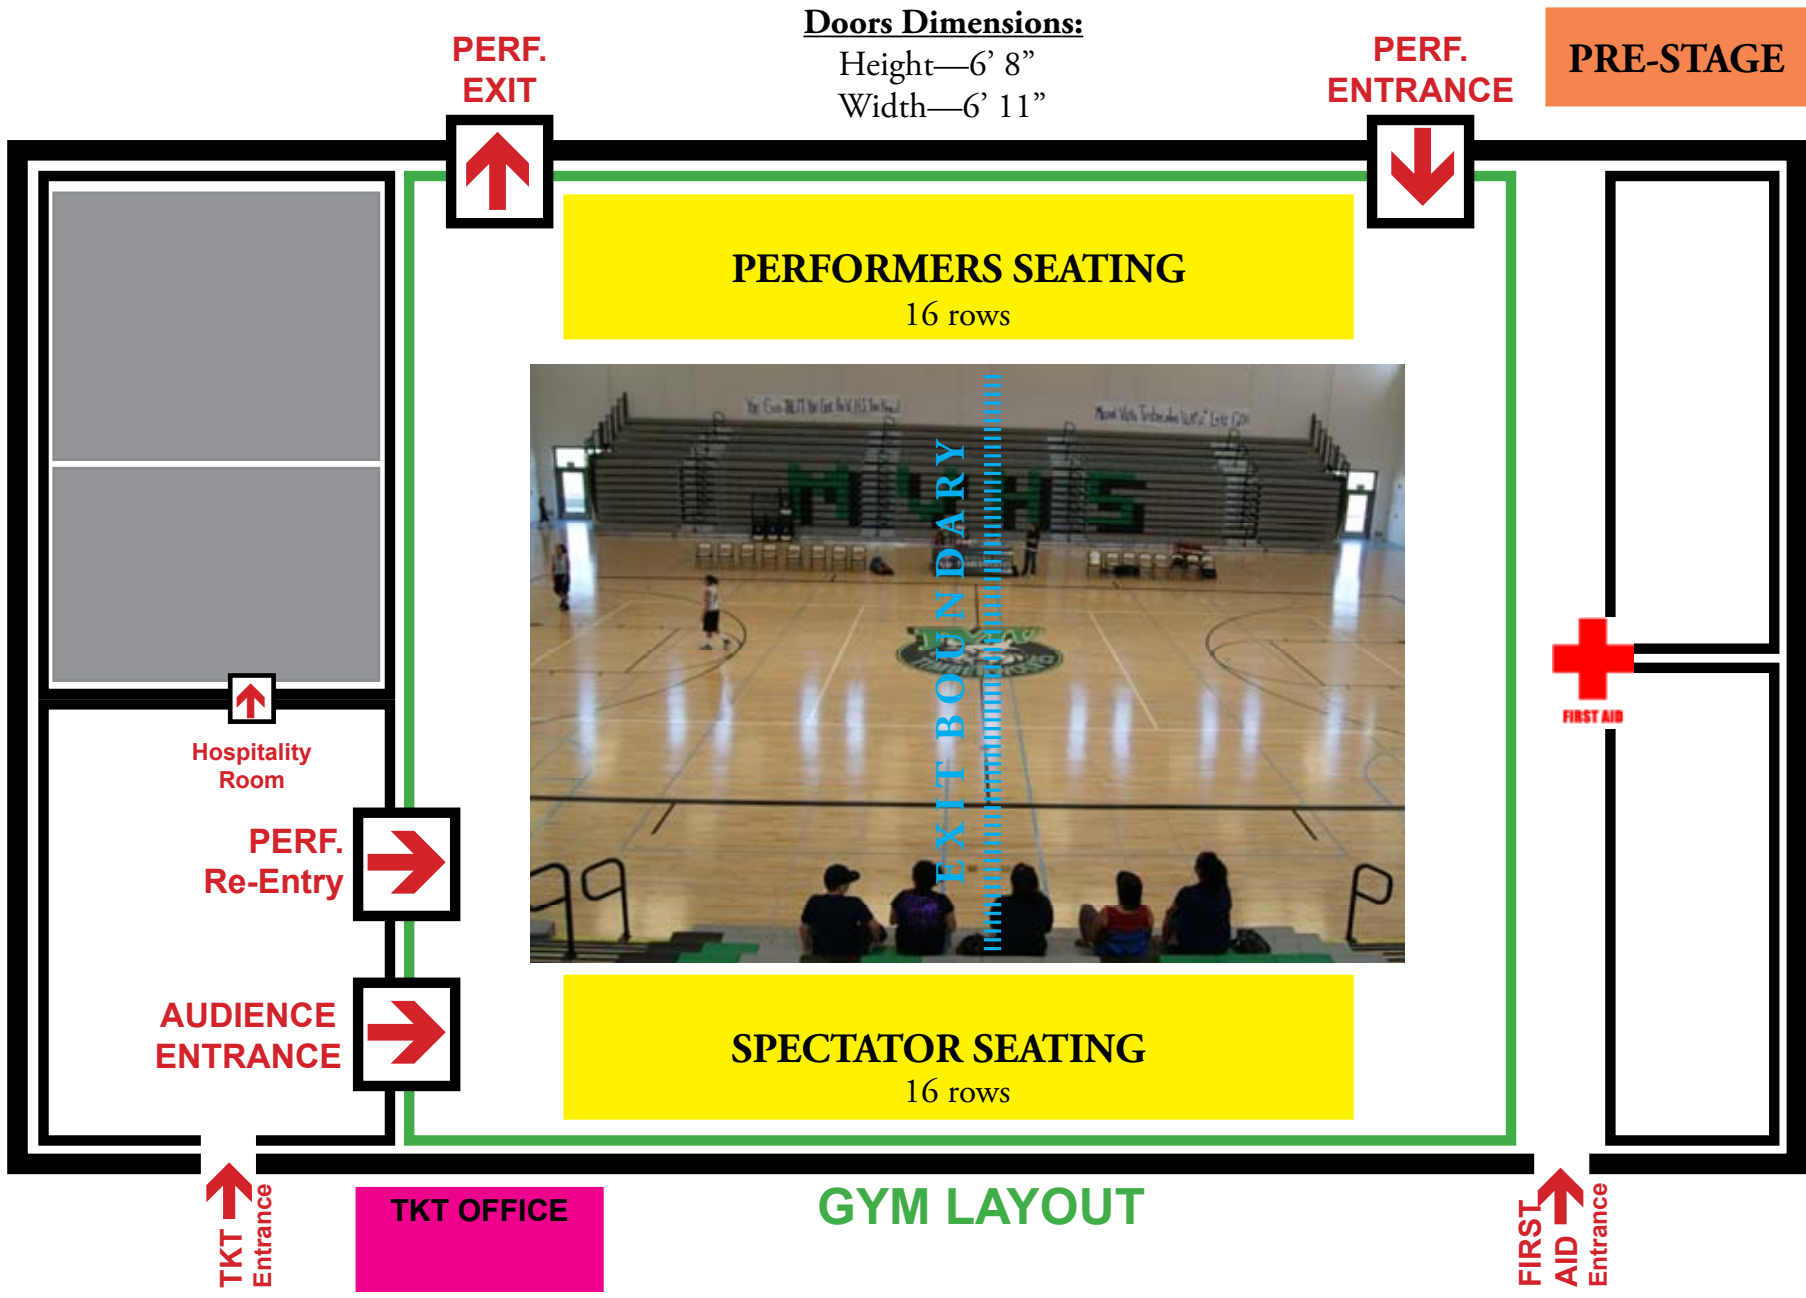 Doors Dimensions:
Height—6’ 8”
Width—6’ 11”
PERF.
EXIT
PERF.
ENTRANCE
PRE-STAGE
PERFORMERS SEATING
16 rows
MVHS
EXIT BOUNDARY
FIRST AID
Hospitality
Room
PERF.
Re-Entry
AUDIENCE
ENTRANCE
SPECTATOR SEATING
16 rows
TKT
Entrance
TKT OFFICE
GYM LAYOUT
FIRST
AID
Entrance